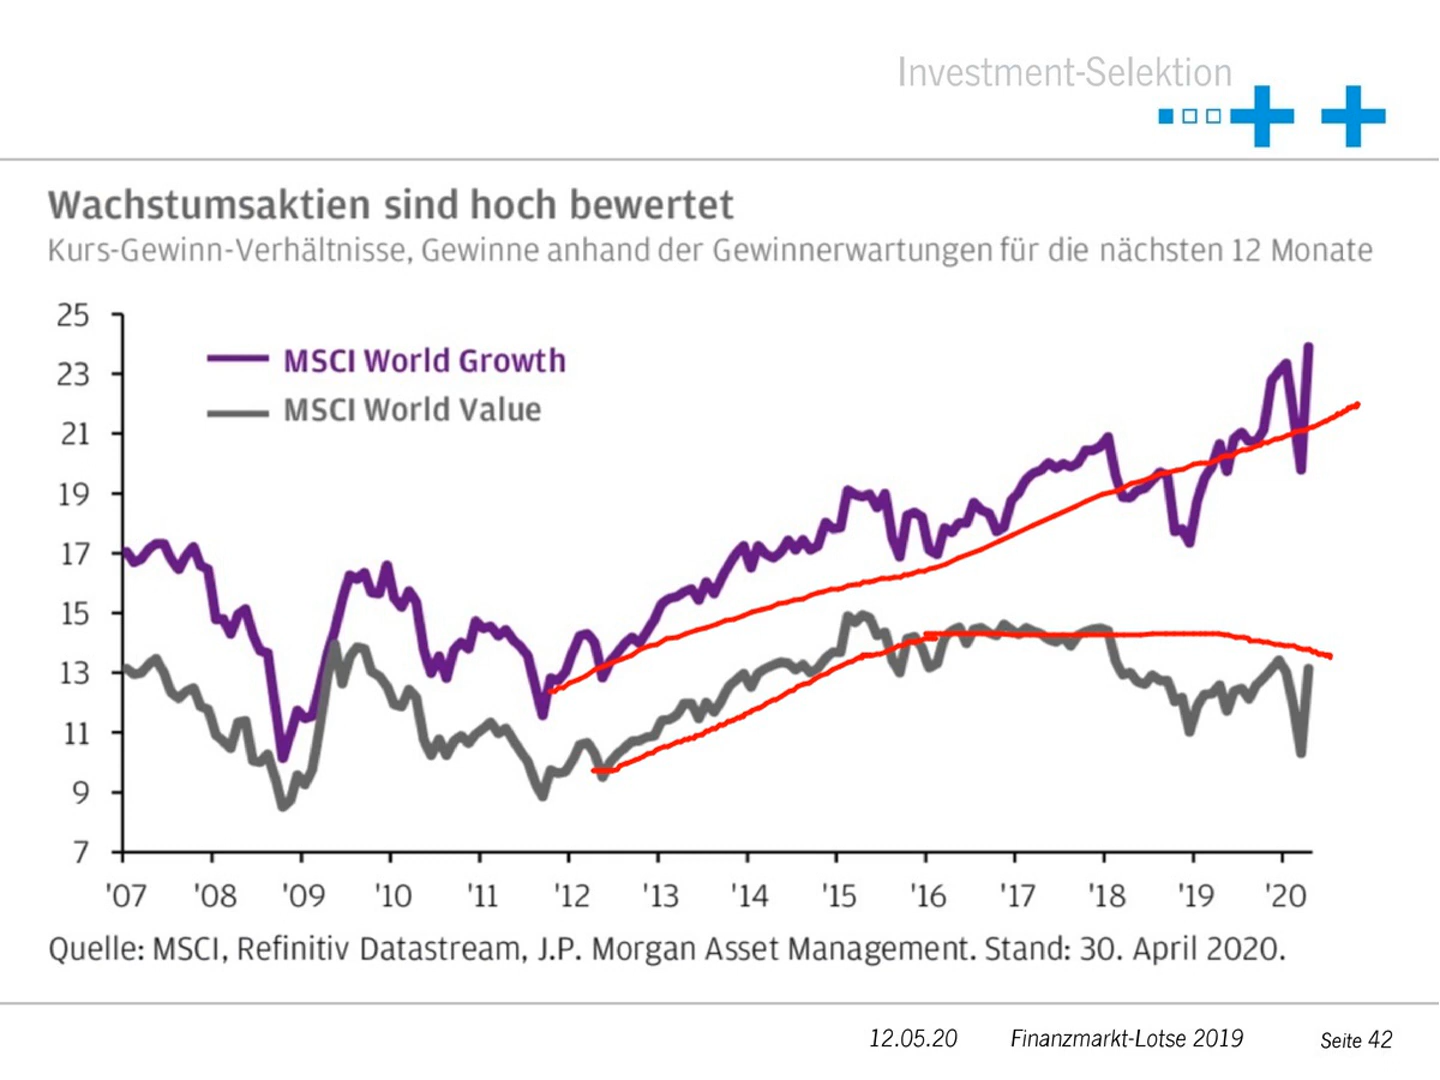 Investment-Selektion
Wachstumsaktien sind hoch bewertet
Kurs-Gewinn-Verhältnisse, Gewinne anhand der Gewinnerwartungen für die nächsten 12 Monate
25
23
21
19
17
15
13
11
9
7
MSCI World Growth
MSCI World Value
'07 '08 '09 '10 '11 '12 '13 '14 '15 '16 '17 '18 '19 '20
Quelle: MSCI, Refinitiv Datastream, J.P. Morgan Asset Management. Stand: 30. April 2020.
12.05.20 Finanzmarkt-Lotse 2019 Seite 42